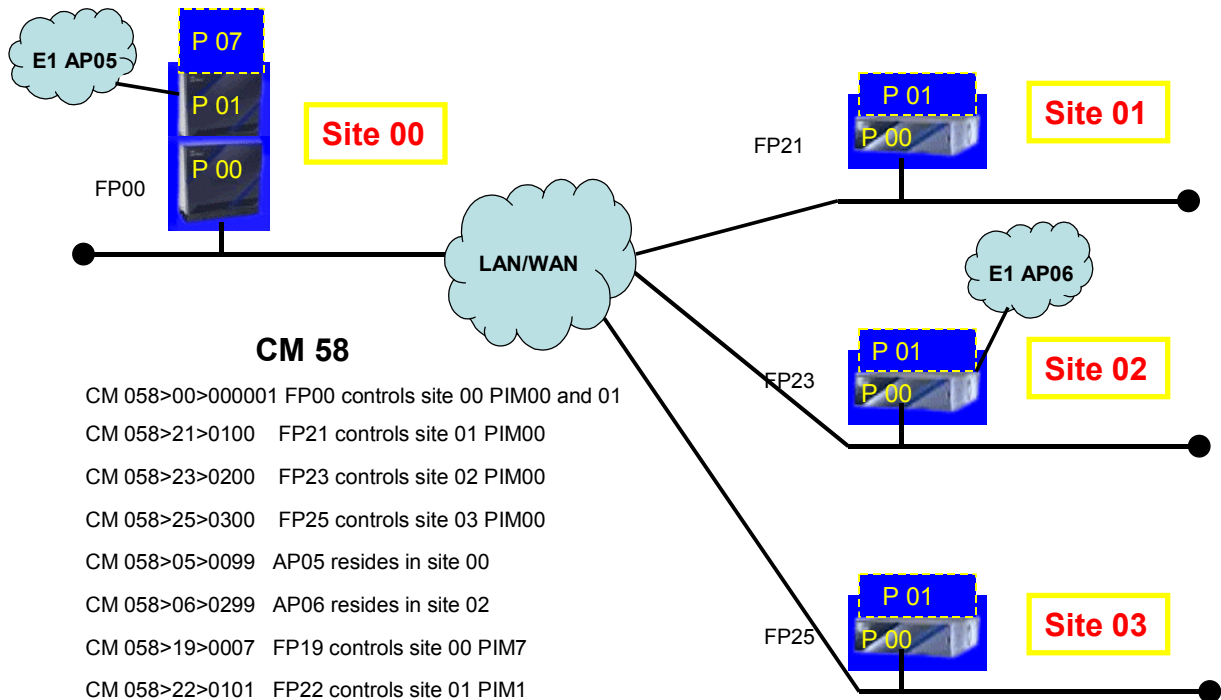 E1 AP05
P 07
P 01
P 00
Site 00
FP00
P 01
P 00
Site 01
FP21
LAN/WAN
E1 AP06
P 01
P 00
Site 02
FP23
P 01
P 00
Site 03
FP25
CM 58
CM 058>00>000001 FP00 controls site 00 PIM00 and 01
CM 058>21>0100 FP21 controls site 01 PIM00
CM 058>23>0200 FP23 controls site 02 PIM00
CM 058>25>0300 FP25 controls site 03 PIM00
CM 058>05>0099 AP05 resides in site 00
CM 058>06>0299 AP06 resides in site 02
CM 058>19>0007 FP19 controls site 00 PIM7
CM 058>22>0101 FP22 controls site 01 PIM1